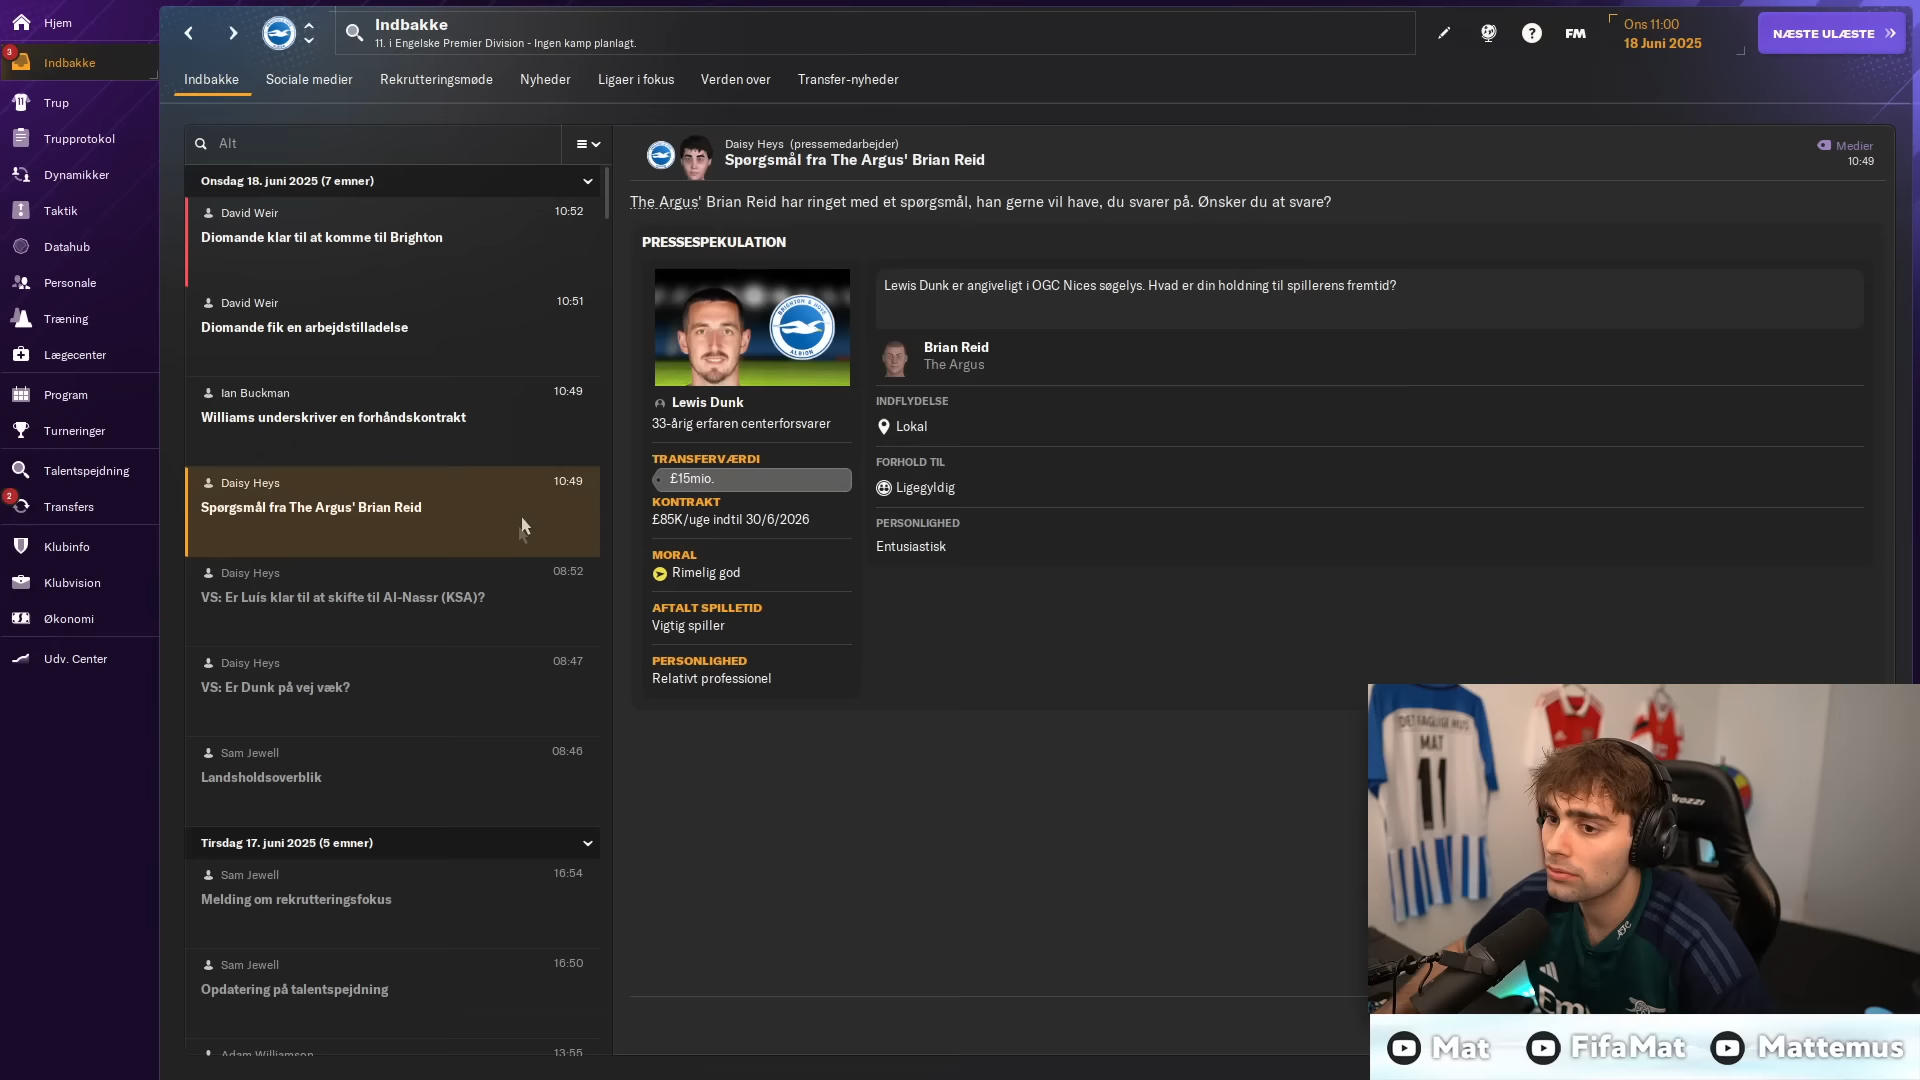 Hjem
3
Indbakke
Trup
Trupprotokol
Dynamikker
Taktik
Datahub
Personale
Træning
Lægecenter
Program
Turneringer
Talentspejdning
2
Transfers
Klubinfo
Klubvision
Økonomi
Udv. Center
Indbakke
11. i Engelske Premier Division - Ingen kamp planlagt.
FM
Ons 11:00
18 Juni 2025
NÆSTE ULÆSTE
Indbakke
Sociale medier
Rekrutteringsmøde
Nyheder
Ligaer i fokus
Verden over
Transfer-nyheder
Alt
Onsdag 18. juni 2025 (7 emner)
David Weir 10:52
Diomande klar til at komme til Brighton
David Weir 10:51
Diomande fik en arbejdstilladelse
Ian Buckman 10:49
Williams underskriver en forhåndskontrakt
Daisy Heys 10:49
Spørgsmål fra The Argus' Brian Reid
Daisy Heys 08:52
VS: Er Luís klar til at skifte til Al-Nassr (KSA)?
Daisy Heys 08:47
VS: Er Dunk på vej væk?
Sam Jewell 08:46
Landsholdsoverblik
Tirsdag 17. juni 2025 (5 emner)
Sam Jewell 16:54
Melding om rekrutteringsfokus
Sam Jewell 16:50
Opdatering på talentspejdning
Adam Williamson 13:55
Daisy Heys (pressemedarbejder)
Spørgsmål fra The Argus' Brian Reid
Medier
10:49
The Argus' Brian Reid har ringet med et spørgsmål, han gerne vil have, du svarer på. Ønsker du at svare?
PRESSESPEKULATION
BRIGHTON & HOVE
ALBION
Lewis Dunk
33-årig erfaren centerforsvarer
TRANSFERVÆRDI
£15mio.
KONTRAKT
£85K/uge indtil 30/6/2026
MORAL
Rimelig god
AFTALT SPILLETID
Vigtig spiller
PERSONLIGHED
Relativt professionel
Lewis Dunk er angiveligt i OGC Nices søgelys. Hvad er din holdning til spillerens fremtid?
Brian Reid
The Argus
INDFLYDELSE
Lokal
FORHOLD TIL
Ligegyldig
PERSONLIGHED
Entusiastisk
DET FAGLIGE HUS
MAT
11
Mat
FifaMat
Mattemus